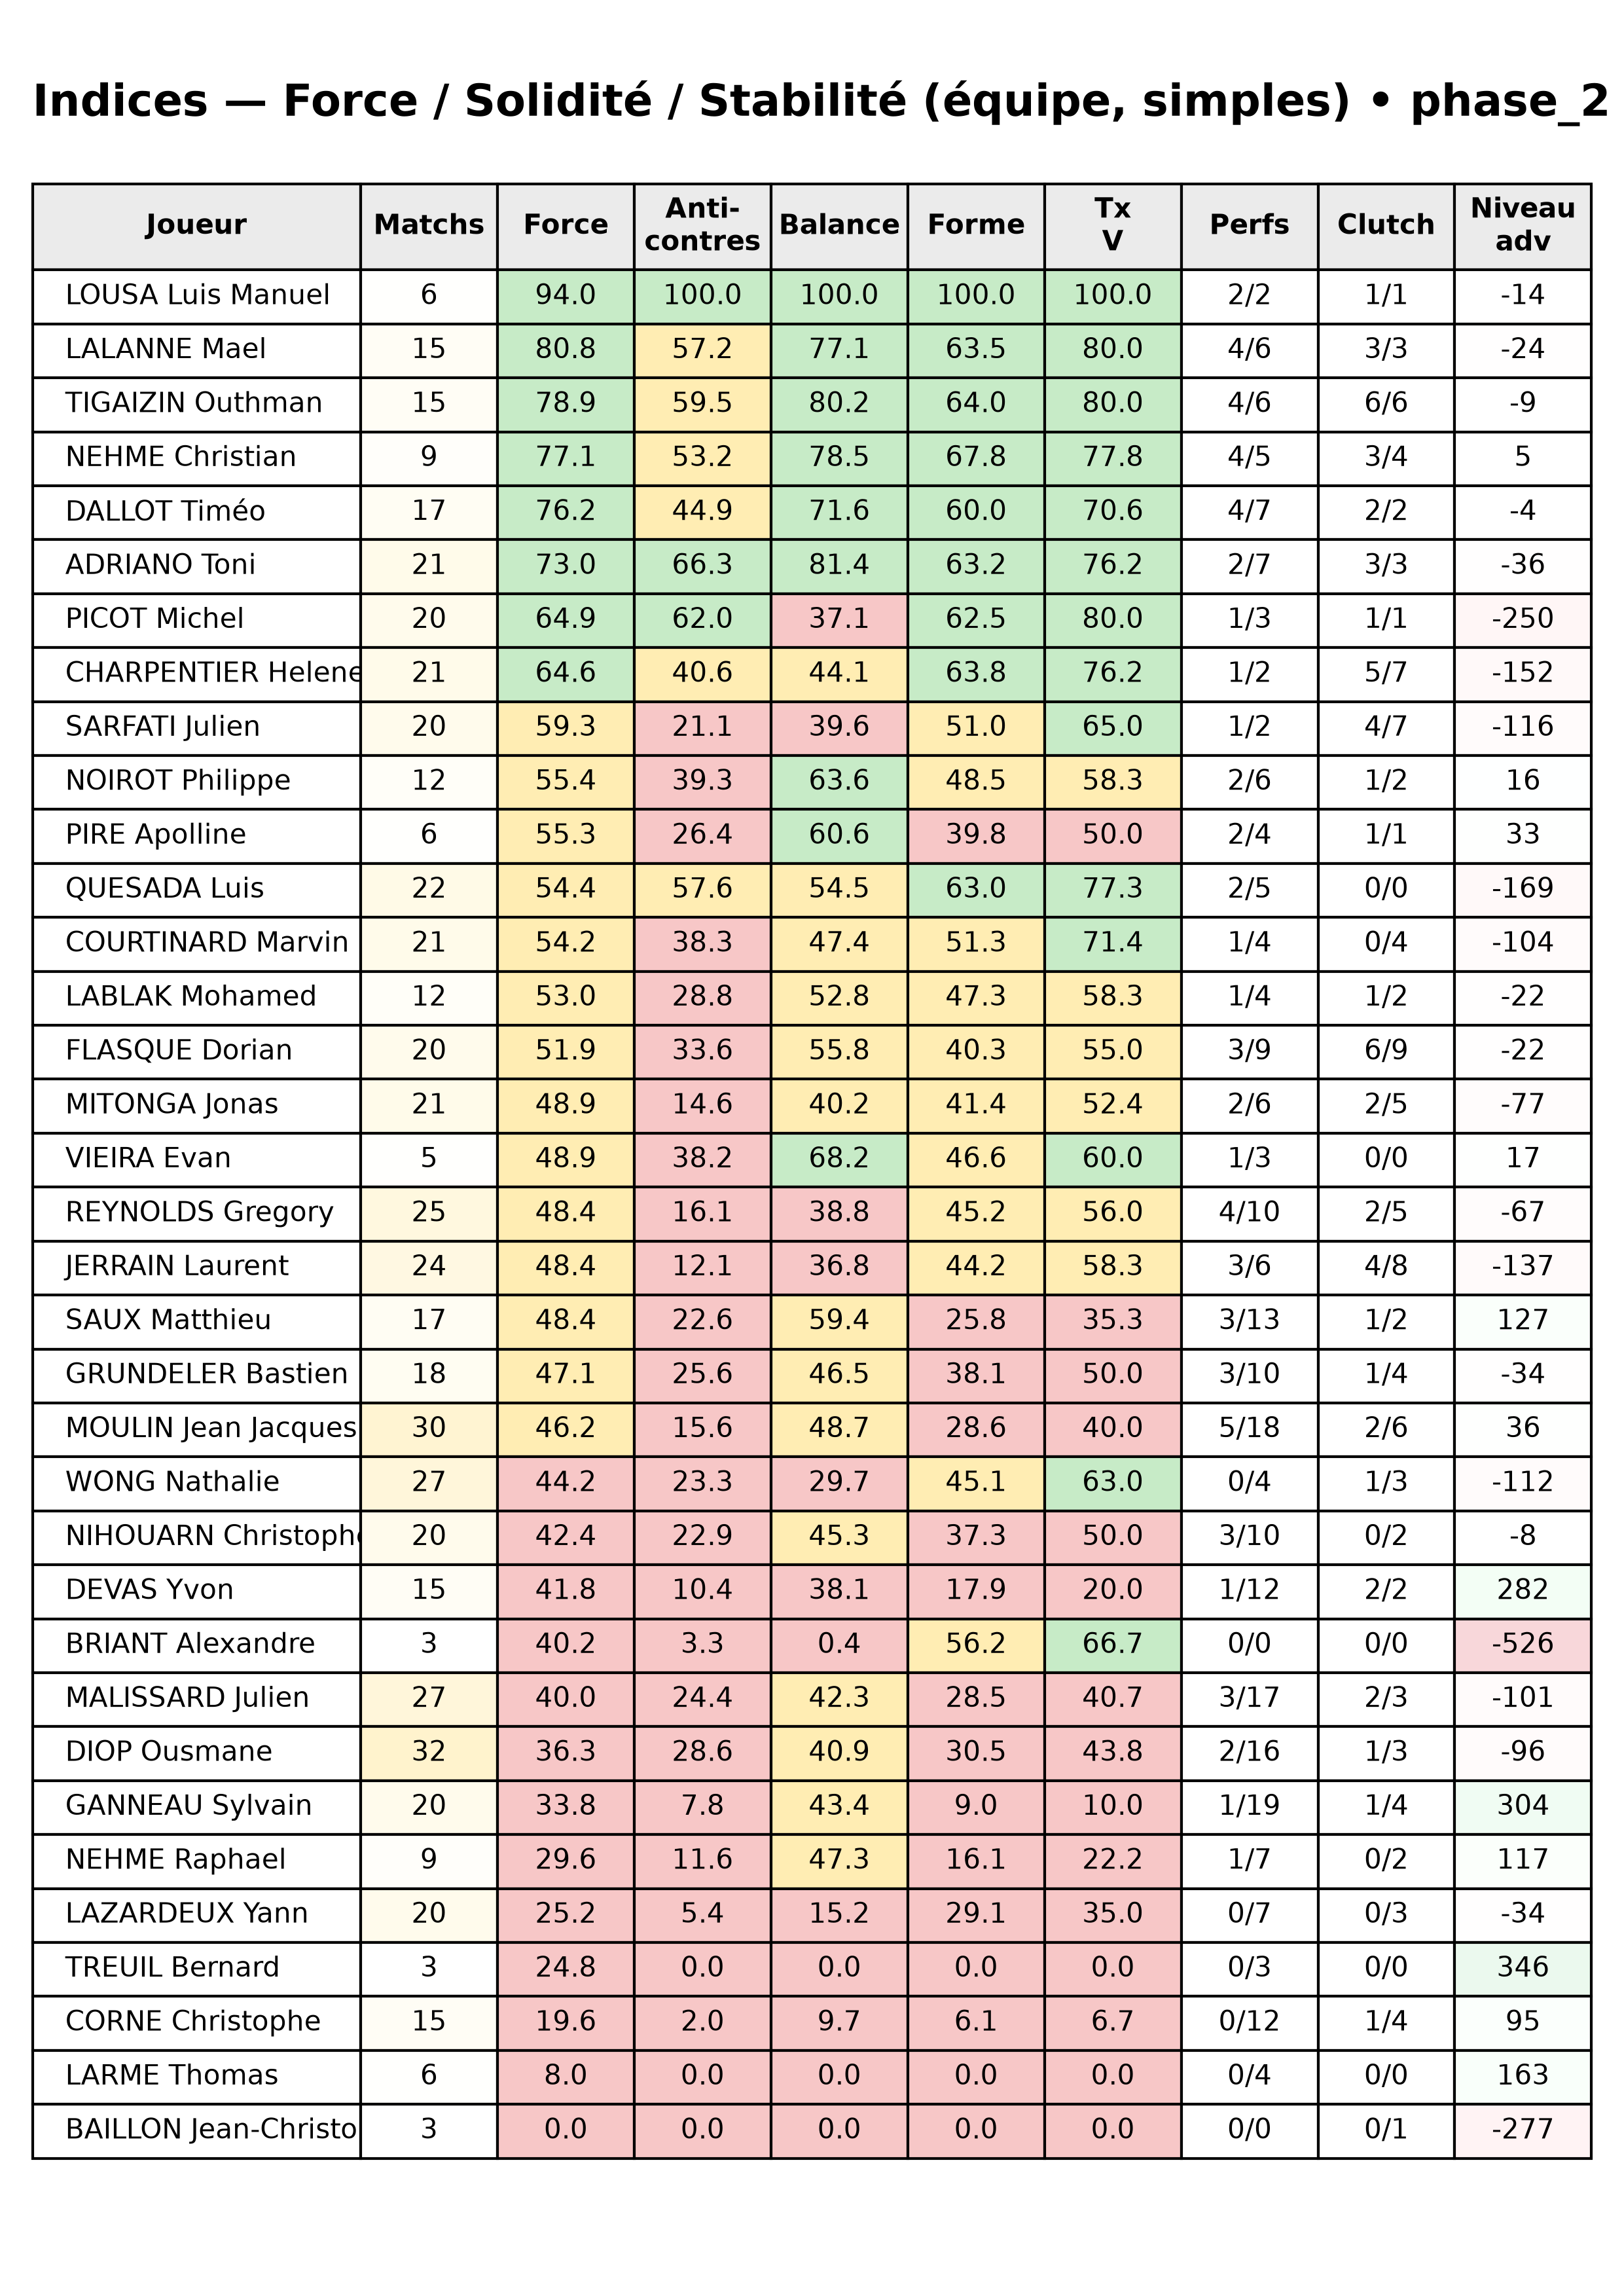 Indices — Force / Solidité / Stabilité (équipe, simples) • phase_2
Joueur Matchs Force Anti-contres Balance Forme Tx V Perfs Clutch Niveau adv
LOUSA Luis Manuel 6 94.0 100.0 100.0 100.0 100.0 2/2 1/1 -14
LALANNE Mael 15 80.8 57.2 77.1 63.5 80.0 4/6 3/3 -24
TIGAIZIN Outhman 15 78.9 59.5 80.2 64.0 80.0 4/6 6/6 -9
NEHME Christian 9 77.1 53.2 78.5 67.8 77.8 4/5 3/4 5
DALLOT Timéo 17 76.2 44.9 71.6 60.0 70.6 4/7 2/2 -4
ADRIANO Toni 21 73.0 66.3 81.4 63.2 76.2 2/7 3/3 -36
PICOT Michel 20 64.9 62.0 37.1 62.5 80.0 1/3 1/1 -250
CHARPENTIER Helene 21 64.6 40.6 44.1 63.8 76.2 1/2 5/7 -152
SARFATI Julien 20 59.3 21.1 39.6 51.0 65.0 1/2 4/7 -116
NOIROT Philippe 12 55.4 39.3 63.6 48.5 58.3 2/6 1/2 16
PIRE Apolline 6 55.3 26.4 60.6 39.8 50.0 2/4 1/1 33
QUESADA Luis 22 54.4 57.6 54.5 63.0 77.3 2/5 0/0 -169
COURTINARD Marvin 21 54.2 38.3 47.4 51.3 71.4 1/4 0/4 -104
LABLAK Mohamed 12 53.0 28.8 52.8 47.3 58.3 1/4 1/2 -22
FLASQUE Dorian 20 51.9 33.6 55.8 40.3 55.0 3/9 6/9 -22
MITONGA Jonas 21 48.9 14.6 40.2 41.4 52.4 2/6 2/5 -77
VIEIRA Evan 5 48.9 38.2 68.2 46.6 60.0 1/3 0/0 17
REYNOLDS Gregory 25 48.4 16.1 38.8 45.2 56.0 4/10 2/5 -67
JERRAIN Laurent 24 48.4 12.1 36.8 44.2 58.3 3/6 4/8 -137
SAUX Matthieu 17 48.4 22.6 59.4 25.8 35.3 3/13 1/2 127
GRUNDELER Bastien 18 47.1 25.6 46.5 38.1 50.0 3/10 1/4 -34
MOULIN Jean Jacques 30 46.2 15.6 48.7 28.6 40.0 5/18 2/6 36
WONG Nathalie 27 44.2 23.3 29.7 45.1 63.0 0/4 1/3 -112
NIHOUARN Christophe 20 42.4 22.9 45.3 37.3 50.0 3/10 0/2 -8
DEVAS Yvon 15 41.8 10.4 38.1 17.9 20.0 1/12 2/2 282
BRIANT Alexandre 3 40.2 3.3 0.4 56.2 66.7 0/0 0/0 -526
MALISSARD Julien 27 40.0 24.4 42.3 28.5 40.7 3/17 2/3 -101
DIOP Ousmane 32 36.3 28.6 40.9 30.5 43.8 2/16 1/3 -96
GANNEAU Sylvain 20 33.8 7.8 43.4 9.0 10.0 1/19 1/4 304
NEHME Raphael 9 29.6 11.6 47.3 16.1 22.2 1/7 0/2 117
LAZARDEUX Yann 20 25.2 5.4 15.2 29.1 35.0 0/7 0/3 -34
TREUIL Bernard 3 24.8 0.0 0.0 0.0 0.0 0/3 0/0 346
CORNE Christophe 15 19.6 2.0 9.7 6.1 6.7 0/12 1/4 95
LARME Thomas 6 8.0 0.0 0.0 0.0 0.0 0/4 0/0 163
BAILLON Jean-Christo 3 0.0 0.0 0.0 0.0 0.0 0/0 0/1 -277